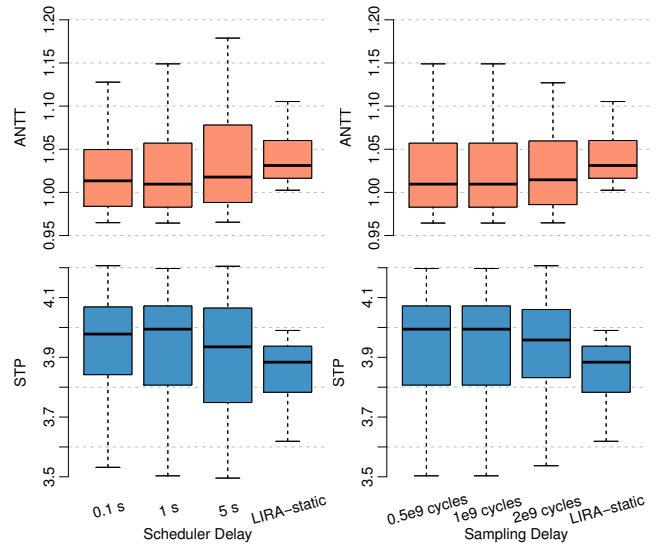 ANTT
0.95 1.00 1.05 1.10 1.15 1.20
ANTT
0.95 1.00 1.05 1.10 1.15 1.20
STP
3.5 3.7 3.9 4.1
STP
3.5 3.7 3.9 4.1
0.1 s 1 s 5 s LIRA−static
Scheduler Delay
0.5e9 cycles 1e9 cycles 2e9 cycles LIRA−static
Sampling Delay